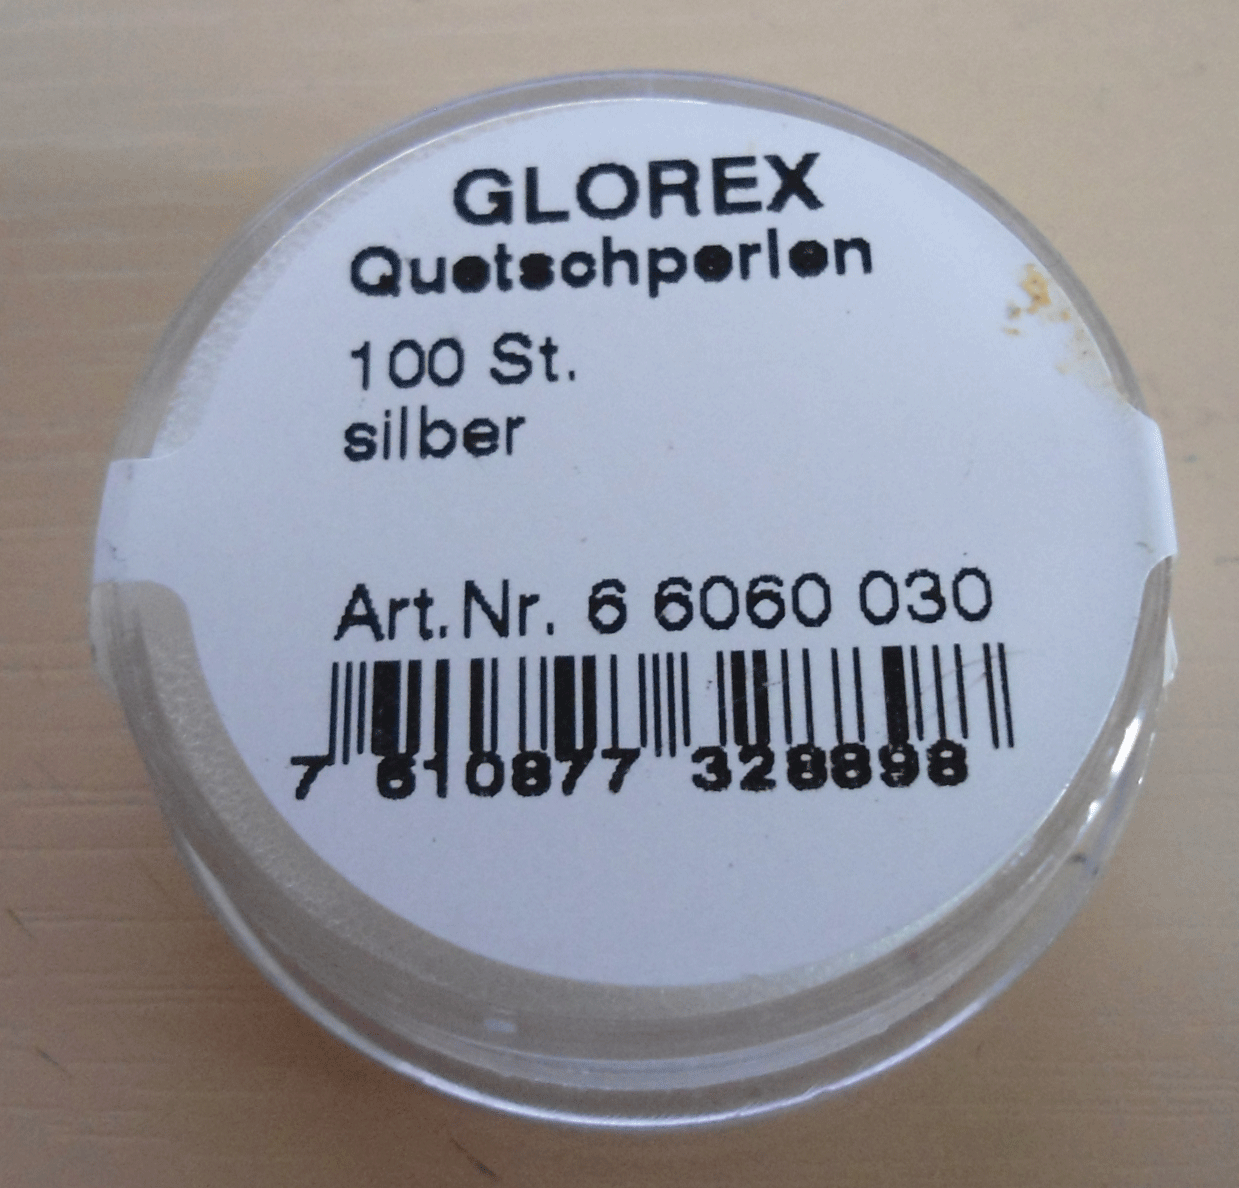 GLOREX
Quetschperlen
100 St.
silber
Art.Nr. 6 6060 030
7 610877 328898